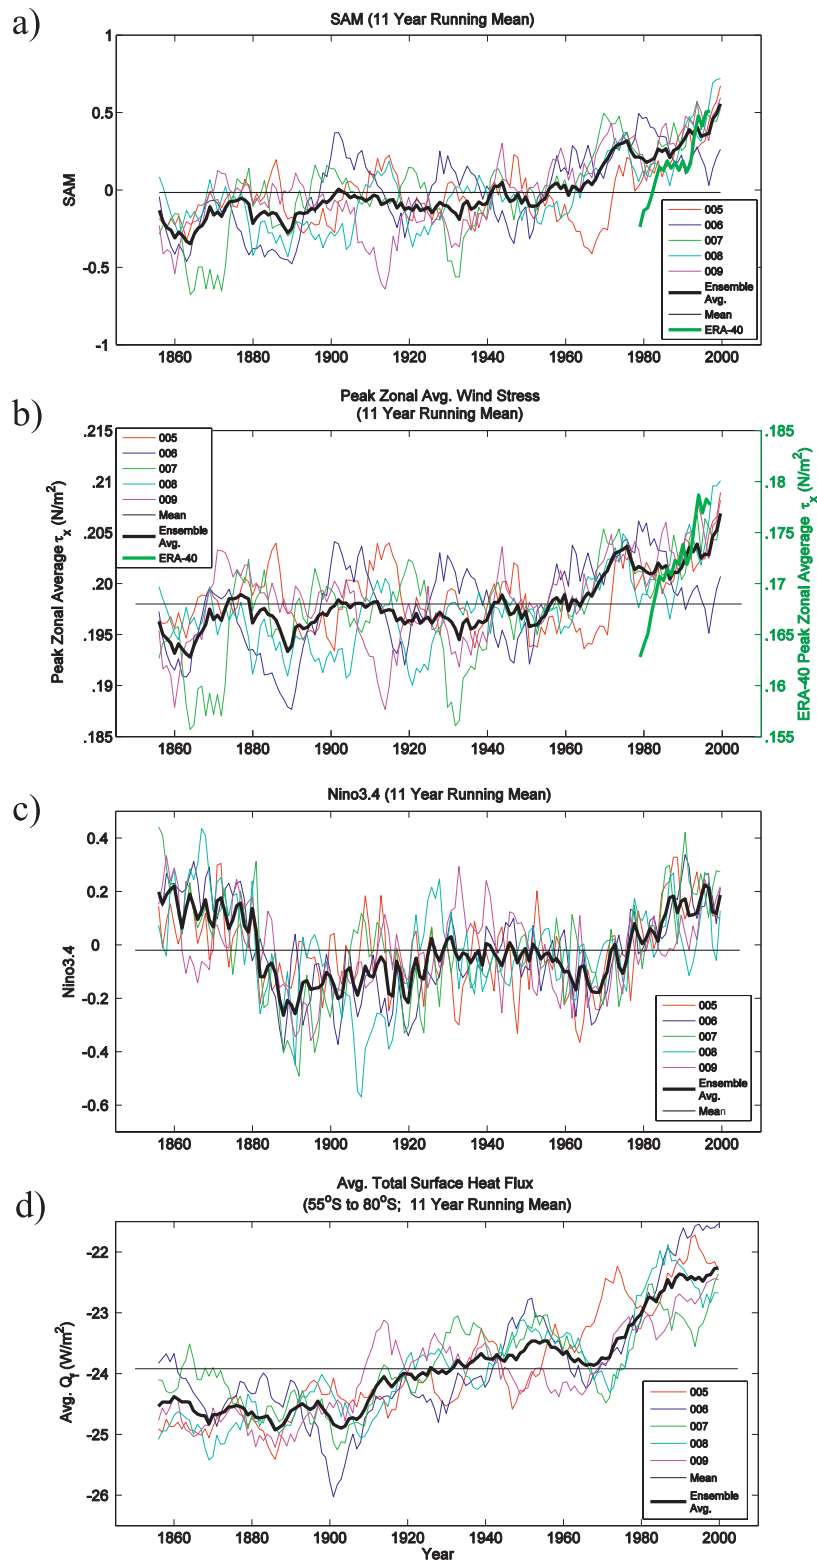 a)
SAM (11 Year Running Mean)
1
0.5
0
-0.5
-1
SAM
1860 1880 1900 1920 1940 1960 1980 2000
005
006
007
008
009
Ensemble
Avg.
Mean
ERA-40
b)
Peak Zonal Avg. Wind Stress
(11 Year Running Mean)
.215
.21
.205
.20
.195
.19
.185
Peak Zonal Average τx (N/m²)
005
006
007
008
009
Mean
Ensemble
Avg.
ERA-40
.185
.18
.175
.17
.165
.16
.155
ERA-40 Peak Zonal Avgerage τx (N/m²)
1860 1880 1900 1920 1940 1960 1980 2000
c)
Nino3.4 (11 Year Running Mean)
0.4
0.2
0
-0.2
-0.4
-0.6
Nino3.4
1860 1880 1900 1920 1940 1960 1980 2000
005
006
007
008
009
Ensemble
Avg.
Mean
d)
Avg. Total Surface Heat Flux
(55°S to 80°S; 11 Year Running Mean)
-22
-23
-24
-25
-26
Avg. Qf (W/m²)
005
006
007
008
009
Mean
Ensemble
Avg.
1860 1880 1900 1920 1940 1960 1980 2000
Year